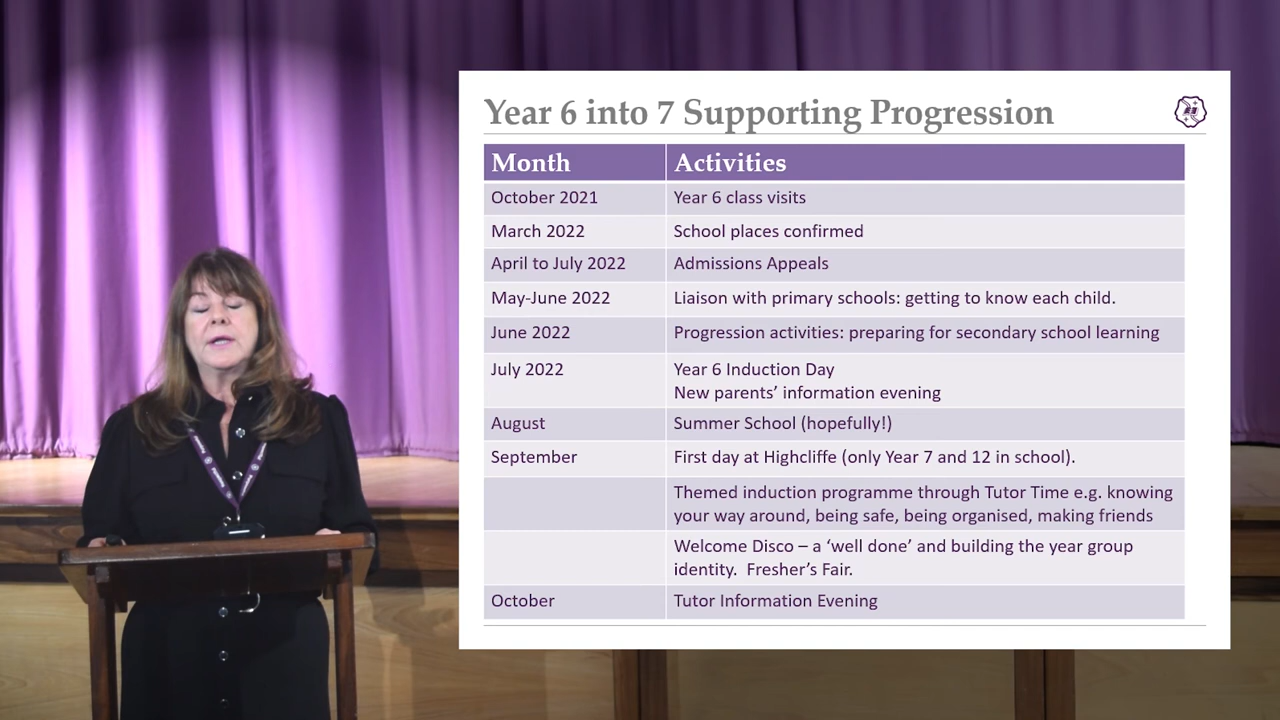 Year 6 into 7 Supporting Progression
Month Activities
October 2021 Year 6 class visits
March 2022 School places confirmed
April to July 2022 Admissions Appeals
May-June 2022 Liaison with primary schools: getting to know each child.
June 2022 Progression activities: preparing for secondary school learning
July 2022 Year 6 Induction Day
New parents’ information evening
August Summer School (hopefully!)
September First day at Highcliffe (only Year 7 and 12 in school).
Themed induction programme through Tutor Time e.g. knowing
your way around, being safe, being organised, making friends
Welcome Disco – a ‘well done’ and building the year group
identity.  Fresher’s Fair.
October Tutor Information Evening